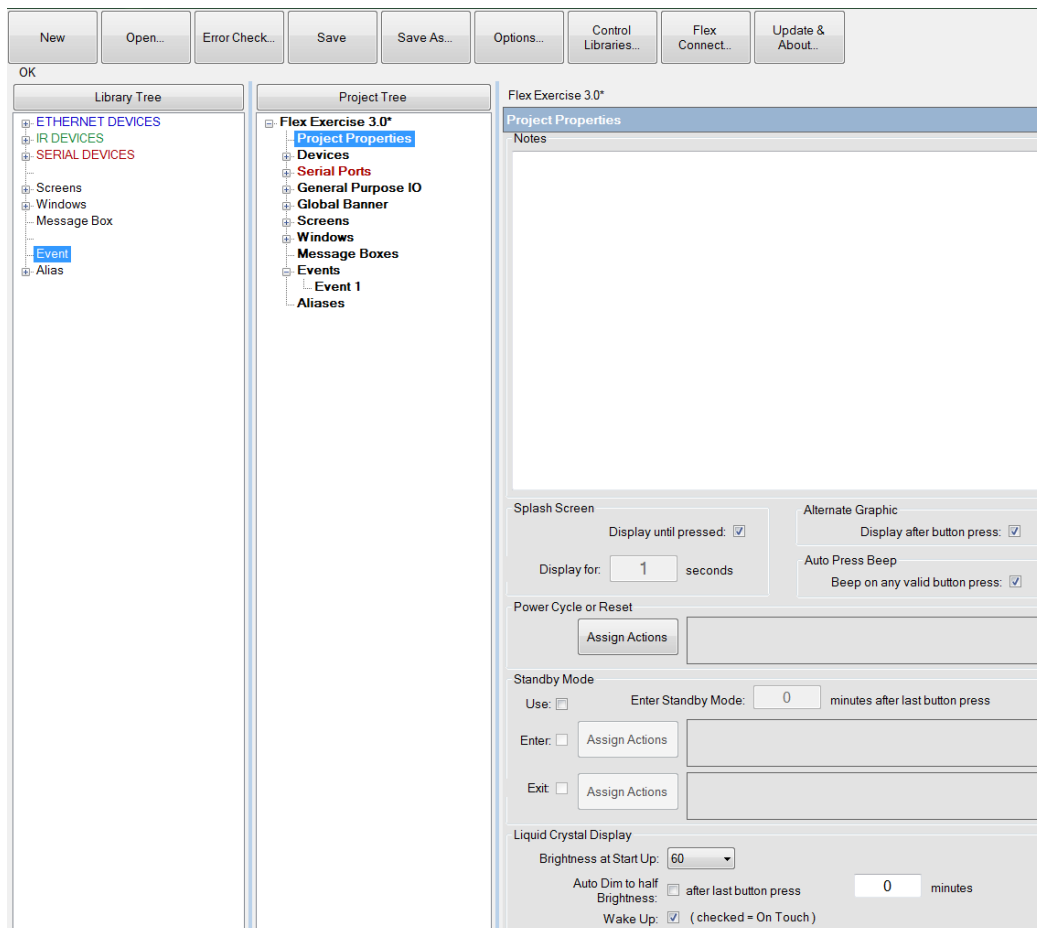 New Open... Error Check... Save Save As... Options... Control Libraries... Flex Connect... Update & About...
OK
Library Tree
ETHERNET DEVICES
IR DEVICES
SERIAL DEVICES
Screens
Windows
Message Box
Event
Alias
Project Tree
Flex Exercise 3.0*
Project Properties
Devices
Serial Ports
General Purpose IO
Global Banner
Screens
Windows
Message Boxes
Events
Event 1
Aliases
Flex Exercise 3.0*
Project Properties
Notes
Splash Screen
Display until pressed:
Display for: 1 seconds
Alternate Graphic
Display after button press:
Auto Press Beep
Beep on any valid button press:
Power Cycle or Reset
Assign Actions
Standby Mode
Use: Enter Standby Mode: 0 minutes after last button press
Enter: Assign Actions
Exit: Assign Actions
Liquid Crystal Display
Brightness at Start Up: 60
Auto Dim to half Brightness: after last button press 0 minutes
Wake Up: ( checked = On Touch )